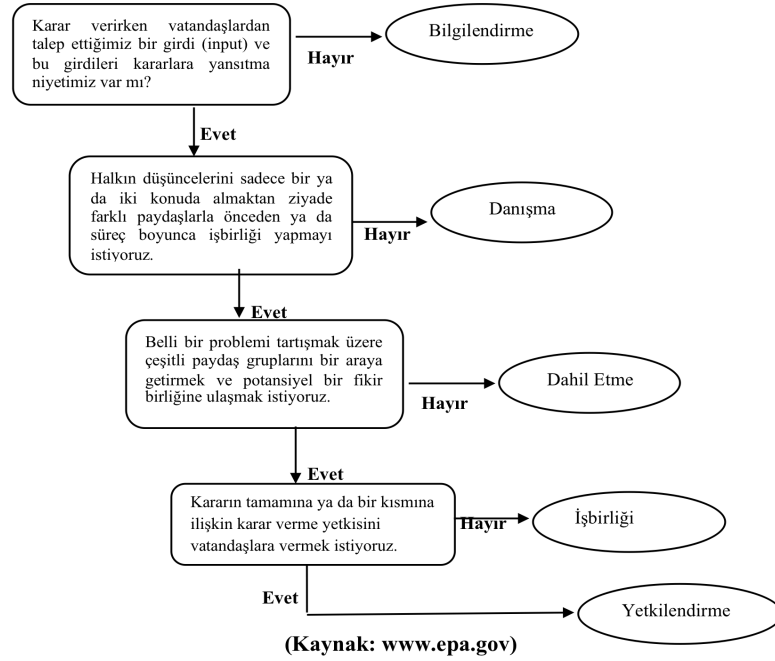 Karar verirken vatandaşlardan
talep ettiğimiz bir girdi (input) ve
bu girdileri kararlara yansıtma
niyetimiz var mı?
Hayır
Bilgilendirme
Evet
Halkın düşüncelerini sadece bir ya
da iki konuda almaktan ziyade
farklı paydaşlarla önceden ya da
süreç boyunca işbirliği yapmayı
istiyoruz.
Hayır
Danışma
Evet
Belli bir problemi tartışmak üzere
çeşitli paydaş gruplarını bir araya
getirmek ve potansiyel bir fikir
birliğine ulaşmak istiyoruz.
Hayır
Dahil Etme
Evet
Kararın tamamına ya da bir kısmına
ilişkin karar verme yetkisini
vatandaşlara vermek istiyoruz.
Hayır
İşbirliği
Evet
Yetkilendirme
(Kaynak: www.epa.gov)